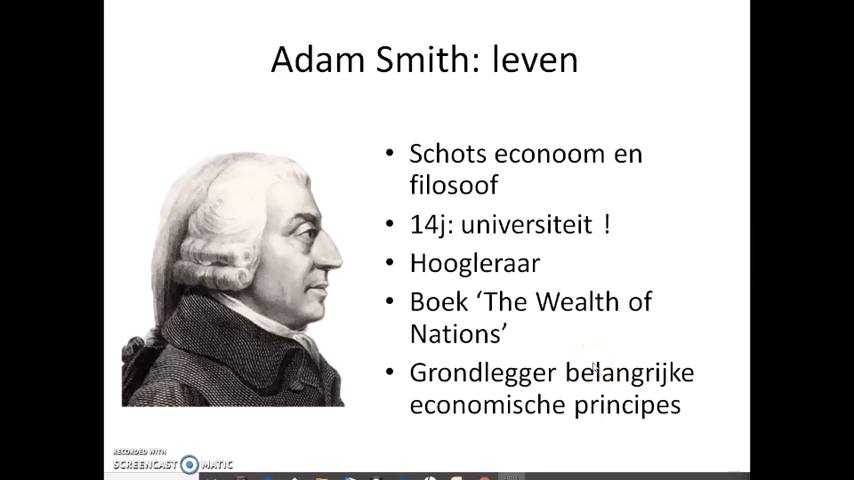 Adam Smith: leven
• Schots econoom en
filosoof
• 14j: universiteit !
• Hoogleraar
• Boek ‘The Wealth of
Nations’
• Grondlegger belangrijke
economische principes
RECORDED WITH
SCREENCAST MATIC